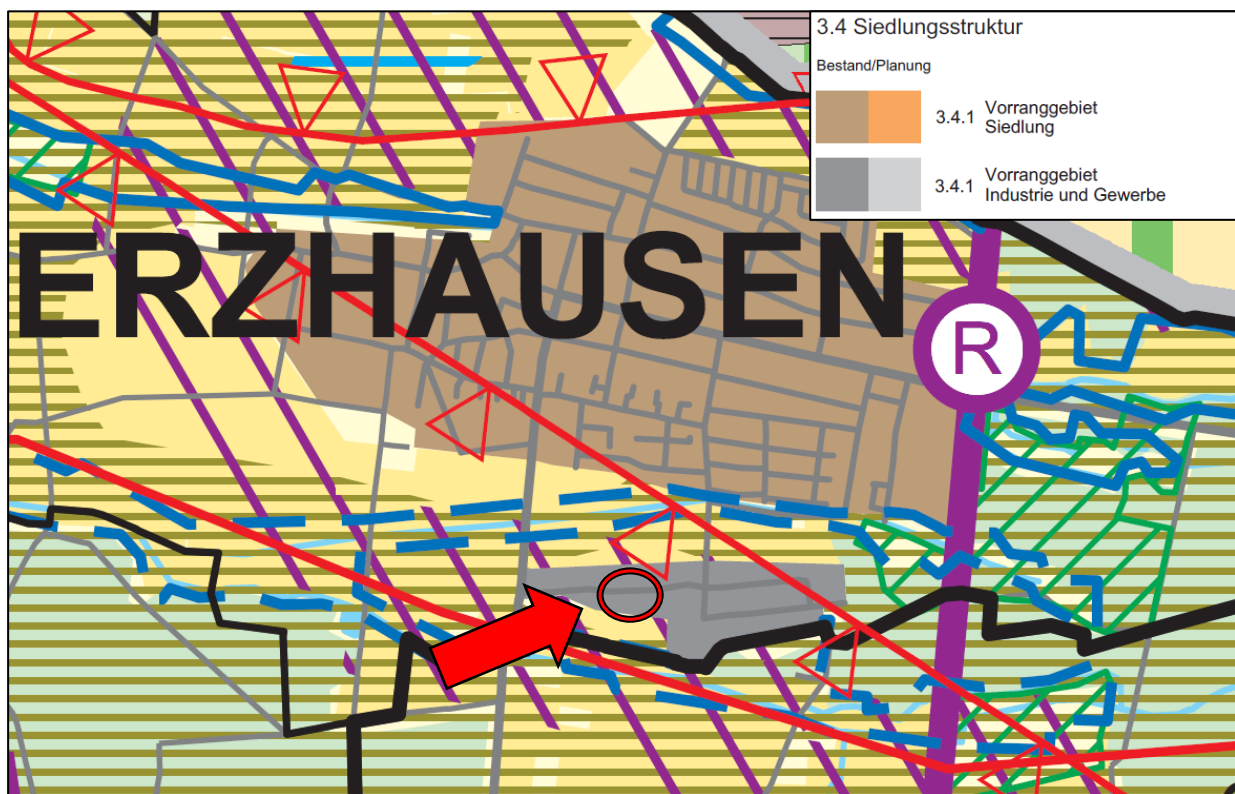 3.4 Siedlungsstruktur
Bestand/Planung
3.4.1 Vorranggebiet
Siedlung
3.4.1 Vorranggebiet
Industrie und Gewerbe
ERZHAUSEN
R